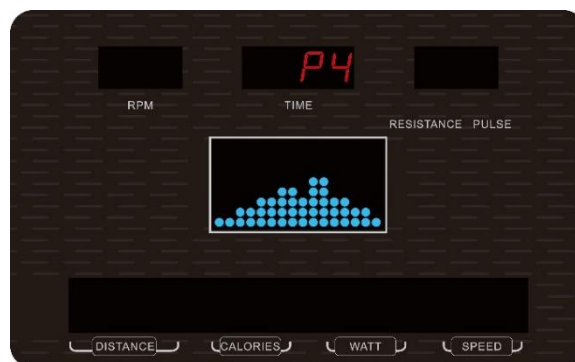 P4
RPM TIME
RESISTANCE PULSE
DISTANCE CALORIES WATT SPEED